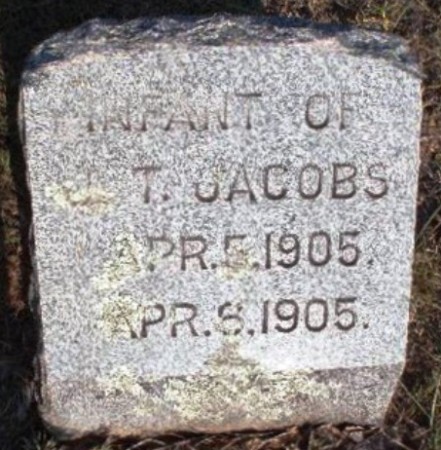 INFANT OF
J. T. JACOBS
APR. 5. 1905.
APR. 6. 1905.